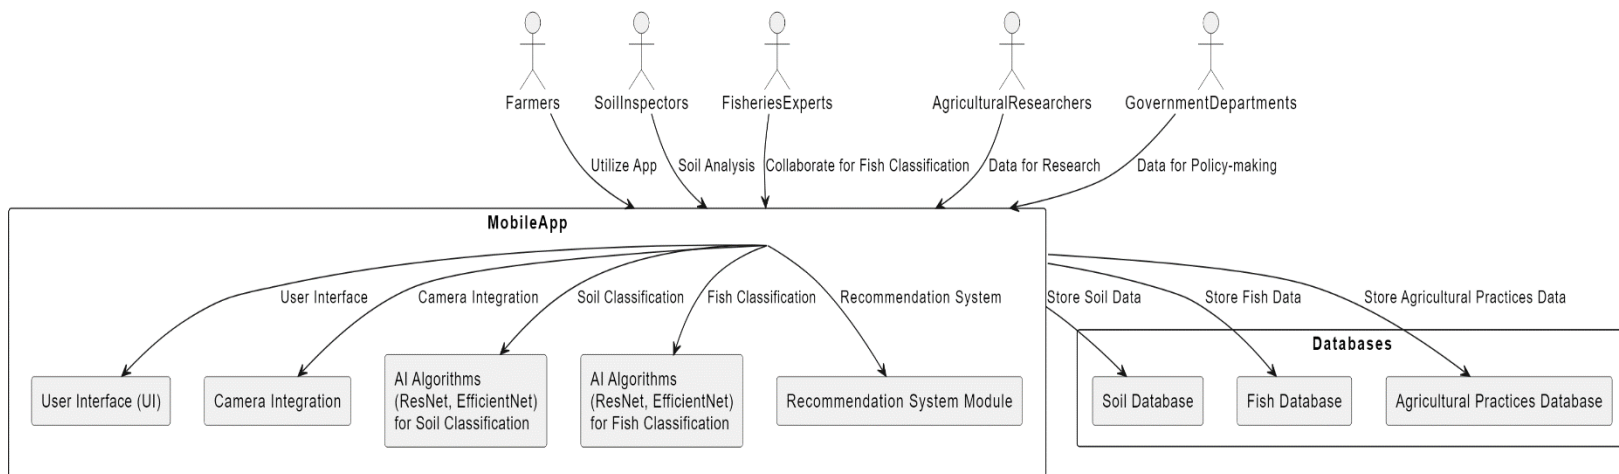 Farmers
SoilInspectors
FisheriesExperts
AgriculturalResearchers
GovernmentDepartments
Utilize App
Soil Analysis
Collaborate for Fish Classification
Data for Research
Data for Policy-making
MobileApp
User Interface
Camera Integration
Soil Classification
Fish Classification
Recommendation System
Store Soil Data
Store Fish Data
Store Agricultural Practices Data
Databases
User Interface (UI)
Camera Integration
AI Algorithms
(ResNet, EfficientNet)
for Soil Classification
AI Algorithms
(ResNet, EfficientNet)
for Fish Classification
Recommendation System Module
Soil Database
Fish Database
Agricultural Practices Database